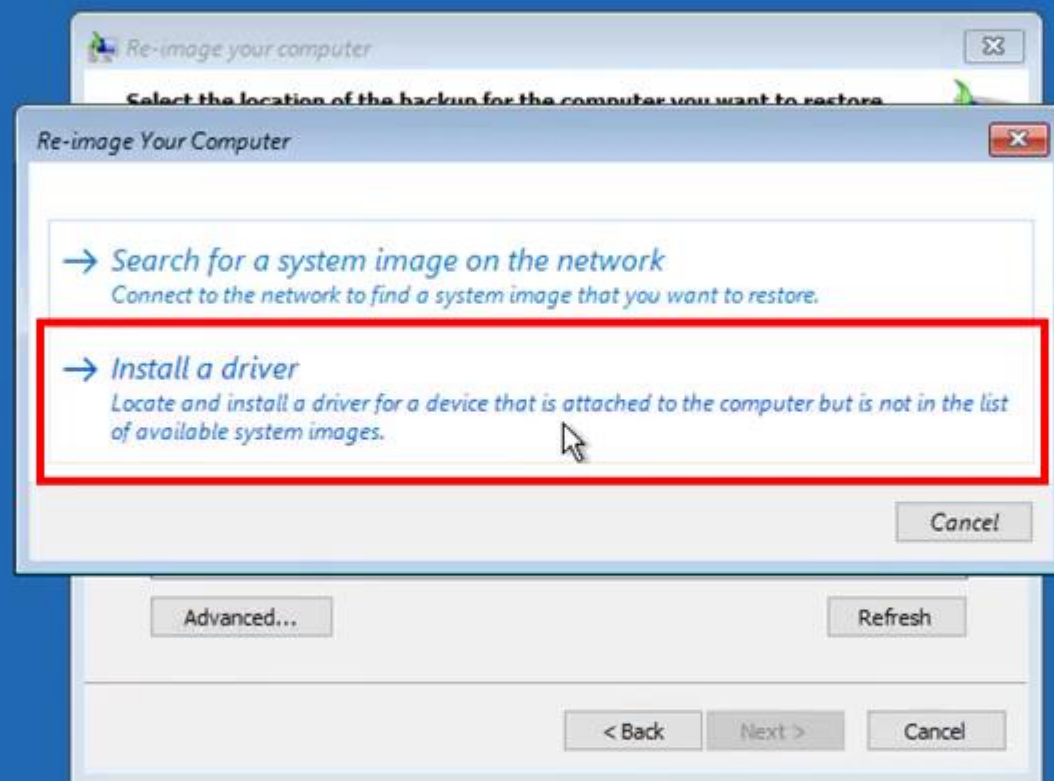 Re-image your computer
Select the location of the backup for the computer you want to restore
Re-image Your Computer
Search for a system image on the network
Connect to the network to find a system image that you want to restore.
Install a driver
Locate and install a driver for a device that is attached to the computer but is not in the list
of available system images.
Cancel
Advanced...
Refresh
< Back
Next >
Cancel